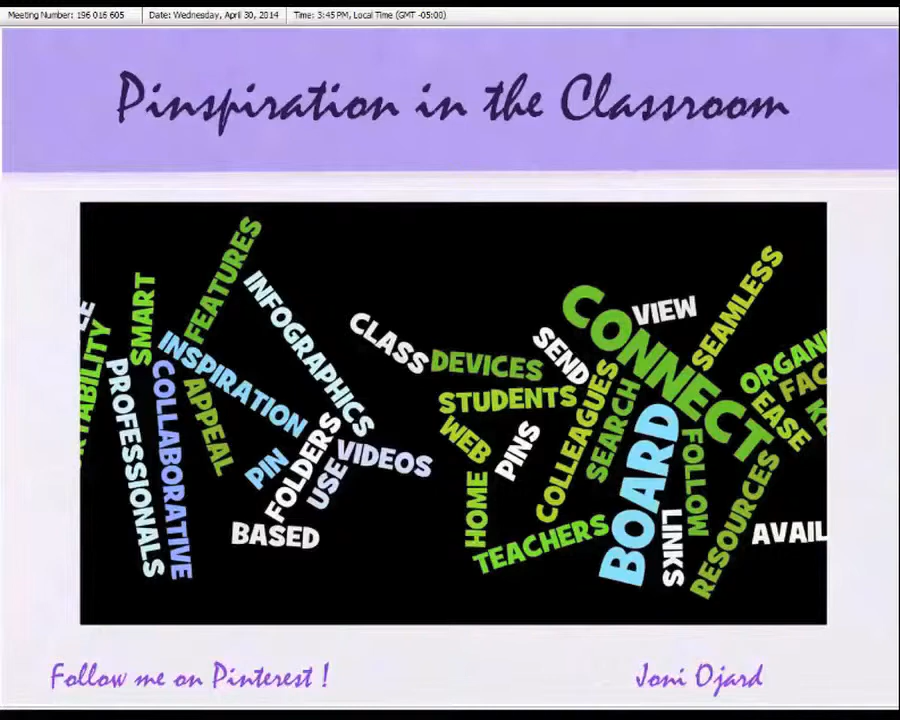 Meeting Number: 196 016 605 Date: Wednesday, April 30, 2014 Time: 3:45 PM, Local Time (GMT -05:00)
Pinspiration in the Classroom
SMART
FEATURES
INFOGRAPHICS
INSPIRATION
PROFESSIONALS
COLLABORATIVE
APPEAL
PIN
FOLDERS
USE
VIDEOS
BASED
CLASS
DEVICES
STUDENTS
WEB
HOME
PINS
TEACHERS
SEND
COLLEAGUES
SEARCH
CONNECT
VIEW
SEAMLESS
BOARD
FOLLOW
LINKS
RESOURCES
EASE
ORGANI
FAC
AVAIL
Follow me on Pinterest !
Joni Ojard